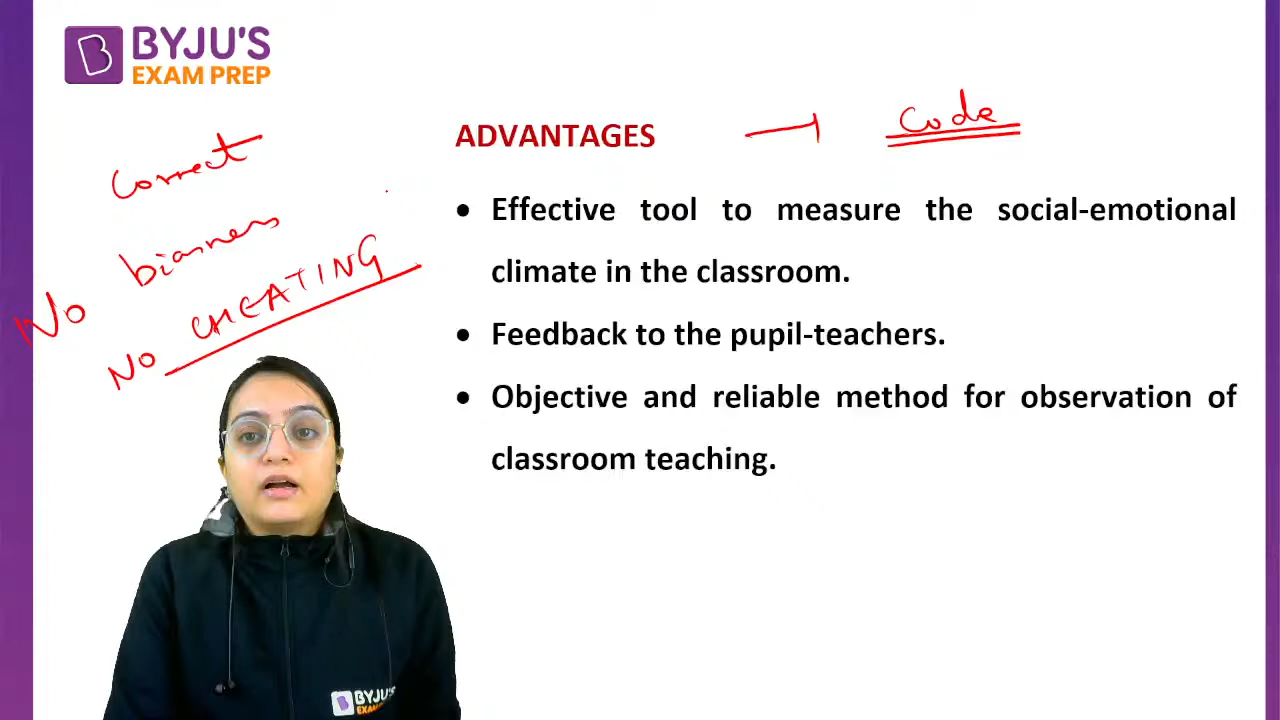 BYJU'S
EXAM PREP
ADVANTAGES
Code
Correct
No biasness
NO CHEATING
• Effective tool to measure the social-emotional
climate in the classroom.
• Feedback to the pupil-teachers.
• Objective and reliable method for observation of
classroom teaching.
BYJU'S